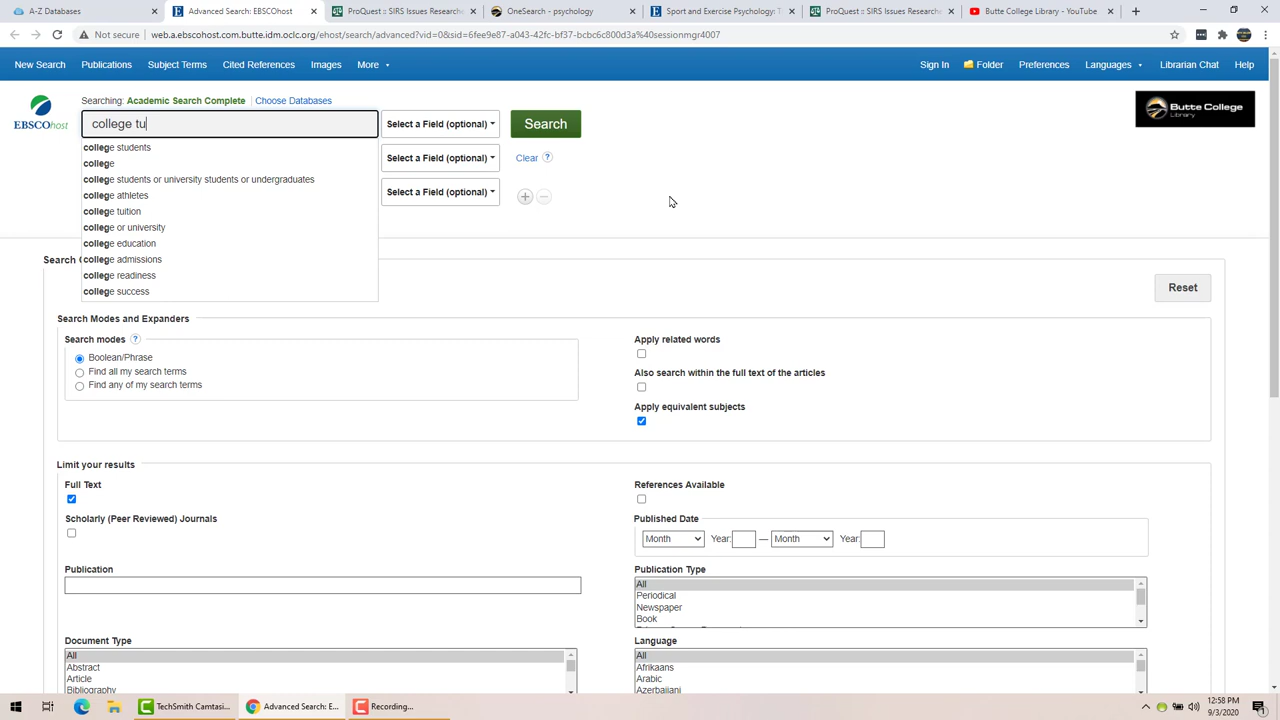 A-Z Databases
Advanced Search: EBSCOhost
ProQuest :: SIRS Issues Researche
OneSearch - psychology
Sport and Exercise Psychology: T
ProQuest :: SIRS Issues Researche
Butte College Library - YouTube
Not secure | web.a.ebscohost.com.butte.idm.oclc.org/ehost/search/advanced?vid=0&sid=6fee9e87-a043-42fc-bf37-bcbc6c800d3a%40sessionmgr4007
New Search Publications Subject Terms Cited References Images More Sign In Folder Preferences Languages Librarian Chat Help
Searching: Academic Search Complete Choose Databases
EBSCOhost
college tu Select a Field (optional) Search
Butte College
Library
college students
Select a Field (optional) Clear ?
college
college students or university students or undergraduates
Select a Field (optional)
college athletes
college tuition
college or university
college education
college admissions
college readiness
college success
Search
Reset
Search Modes and Expanders
Search modes ?
Boolean/Phrase
Find all my search terms
Find any of my search terms
Apply related words
Also search within the full text of the articles
Apply equivalent subjects
Limit your results
Full Text
References Available
Scholarly (Peer Reviewed) Journals
Published Date
Month Year: — Month Year:
Publication
Publication Type
All
Periodical
Newspaper
Book
Document Type
All
Abstract
Article
Bibliography
Language
All
Afrikaans
Arabic
Azerbaijani
TechSmith Camtasi...
Advanced Search: E...
Recording...
12:58 PM
9/3/2020
1